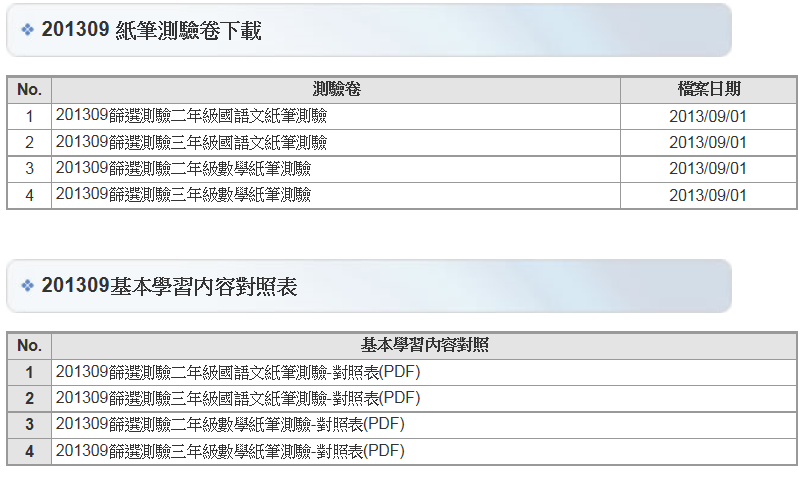 201309 紙筆測驗卷下載
No. 測驗卷 檔案日期
1 201309篩選測驗二年級國語文紙筆測驗 2013/09/01
2 201309篩選測驗三年級國語文紙筆測驗 2013/09/01
3 201309篩選測驗二年級數學紙筆測驗 2013/09/01
4 201309篩選測驗三年級數學紙筆測驗 2013/09/01
201309基本學習內容對照表
No. 基本學習內容對照
1 201309篩選測驗二年級國語文紙筆測驗-對照表(PDF)
2 201309篩選測驗三年級國語文紙筆測驗-對照表(PDF)
3 201309篩選測驗二年級數學紙筆測驗-對照表(PDF)
4 201309篩選測驗三年級數學紙筆測驗-對照表(PDF)